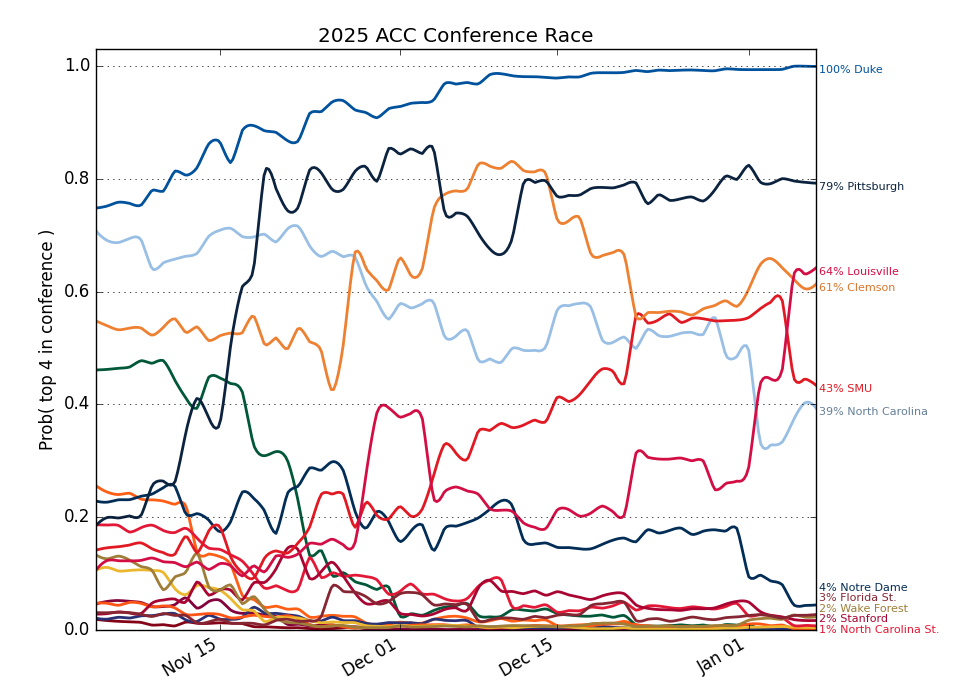 2025 ACC Conference Race
1.0
0.8
0.6
0.4
0.2
0.0
Prob( top 4 in conference )
Nov 15
Dec 01
Dec 15
Jan 01
100% Duke
79% Pittsburgh
64% Louisville
61% Clemson
43% SMU
39% North Carolina
4% Notre Dame
3% Florida St.
2% Wake Forest
2% Stanford
1% North Carolina St.